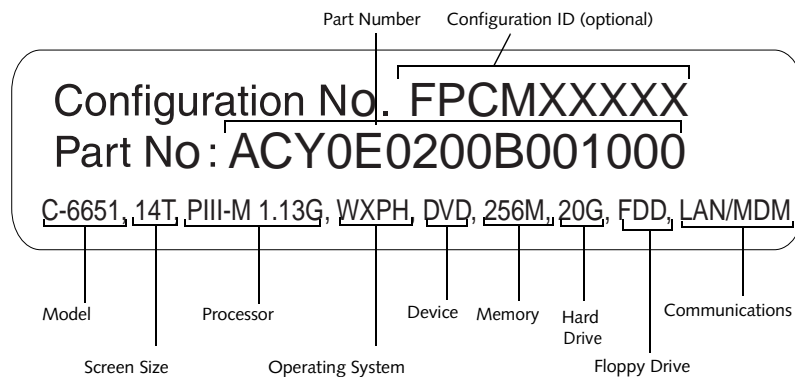 Part Number Configuration ID (optional)
Configuration No. FPCMXXXXX
Part No: ACY0E0200B001000
C-6651, 14T, PIII-M 1.13G, WXPH, DVD, 256M, 20G, FDD, LAN/MDM
Model Processor Device Memory Hard Drive Communications
Screen Size Operating System Floppy Drive